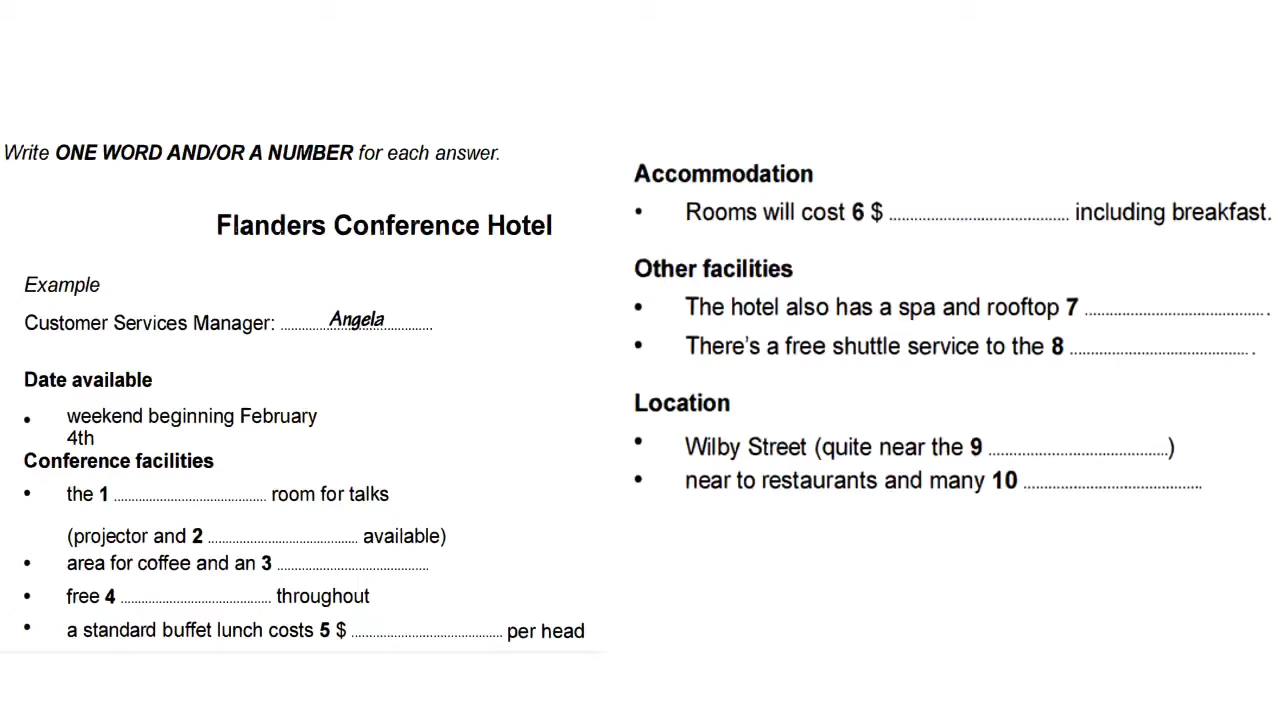 Write ONE WORD AND/OR A NUMBER for each answer.
Flanders Conference Hotel
Example
Customer Services Manager: ........ Angela ........
Date available
• weekend beginning February
4th
Conference facilities
• the 1 ........................ room for talks
(projector and 2 ........................ available)
• area for coffee and an 3 ........................
• free 4 ........................ throughout
• a standard buffet lunch costs 5 $ ........................ per head
Accommodation
• Rooms will cost 6 $ ........................ including breakfast.
Other facilities
• The hotel also has a spa and rooftop 7 ........................ .
• There's a free shuttle service to the 8 ........................ .
Location
• Wilby Street (quite near the 9 ........................)
• near to restaurants and many 10 ........................